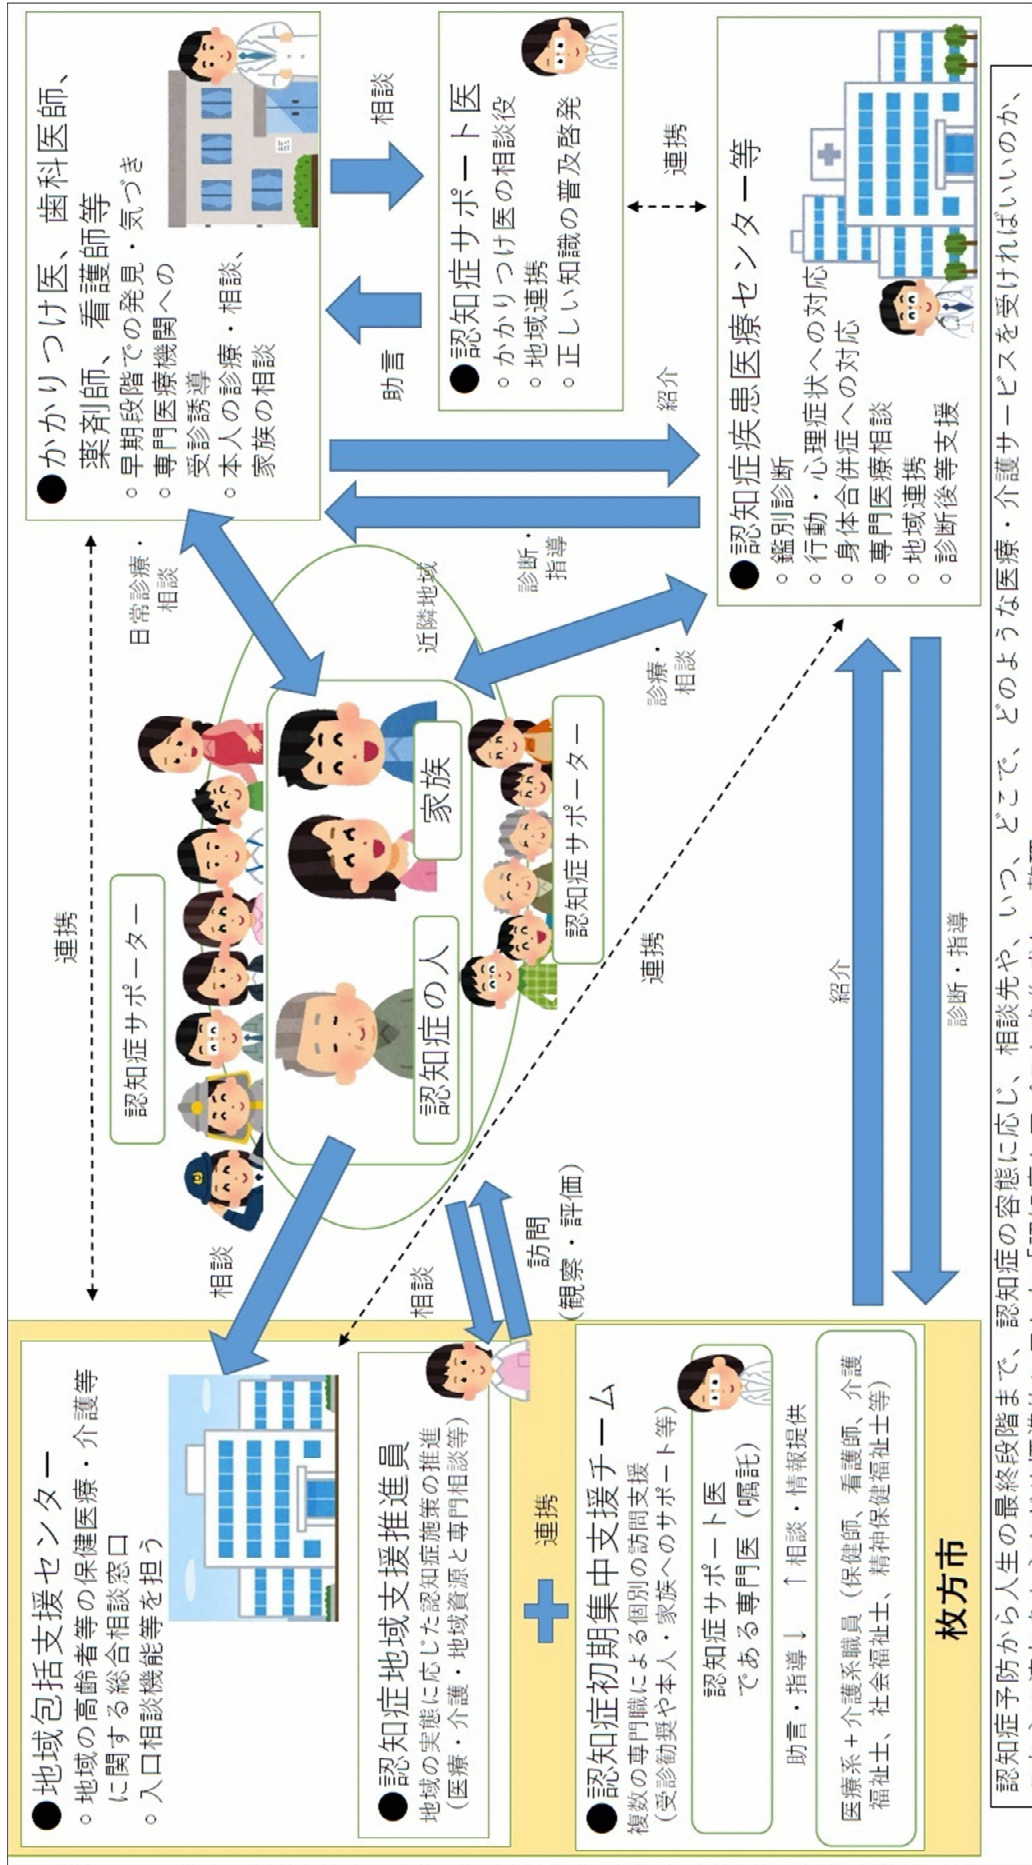 ●地域包括支援センター
○ 地域の高齢者等の保健医療・介護等
に関する総合相談窓口
○ 入口相談機能等を担う
●認知症地域支援推進員
地域の実態に応じた認知症施策の推進
（医療・介護・地域資源と専門相談等）
連携
●認知症初期集中支援チーム
複数の専門職による個別の訪問支援
（受診勧奨や本人・家族へのサポート等）
認知症サポート医
である専門医（嘱託）
助言・指導↓ ↑相談・情報提供
医療系＋介護系職員（保健師、看護師、介護
福祉士、社会福祉士、精神保健福祉士等）
枚方市
連携
相談
相談
訪問
（観察・評価）
認知症サポーター
認知症の人
家族
認知症サポーター
近隣地域
日常診療・
相談
診療・
相談
連携
紹介
診断・指導
●かかりつけ医、歯科医師、
薬剤師、看護師等
○ 早期段階での発見・気づき
○ 専門医療機関への
受診誘導
○ 本人の診療・相談、
家族の相談
相談
助言
●認知症サポート医
○ かかりつけ医の相談役
○ 地域連携
○ 正しい知識の普及啓発
連携
紹介
診断・
指導
●認知症疾患医療センター等
○ 鑑別診断
○ 行動・心理症状への対応
○ 身体合併症への対応
○ 専門医療相談
○ 地域連携
○ 診断後等支援
認知症予防から人生の最終段階まで、認知症の容態に応じ、相談先や、いつ、どこで、どのような医療・介護サービスを受ければいいのか、